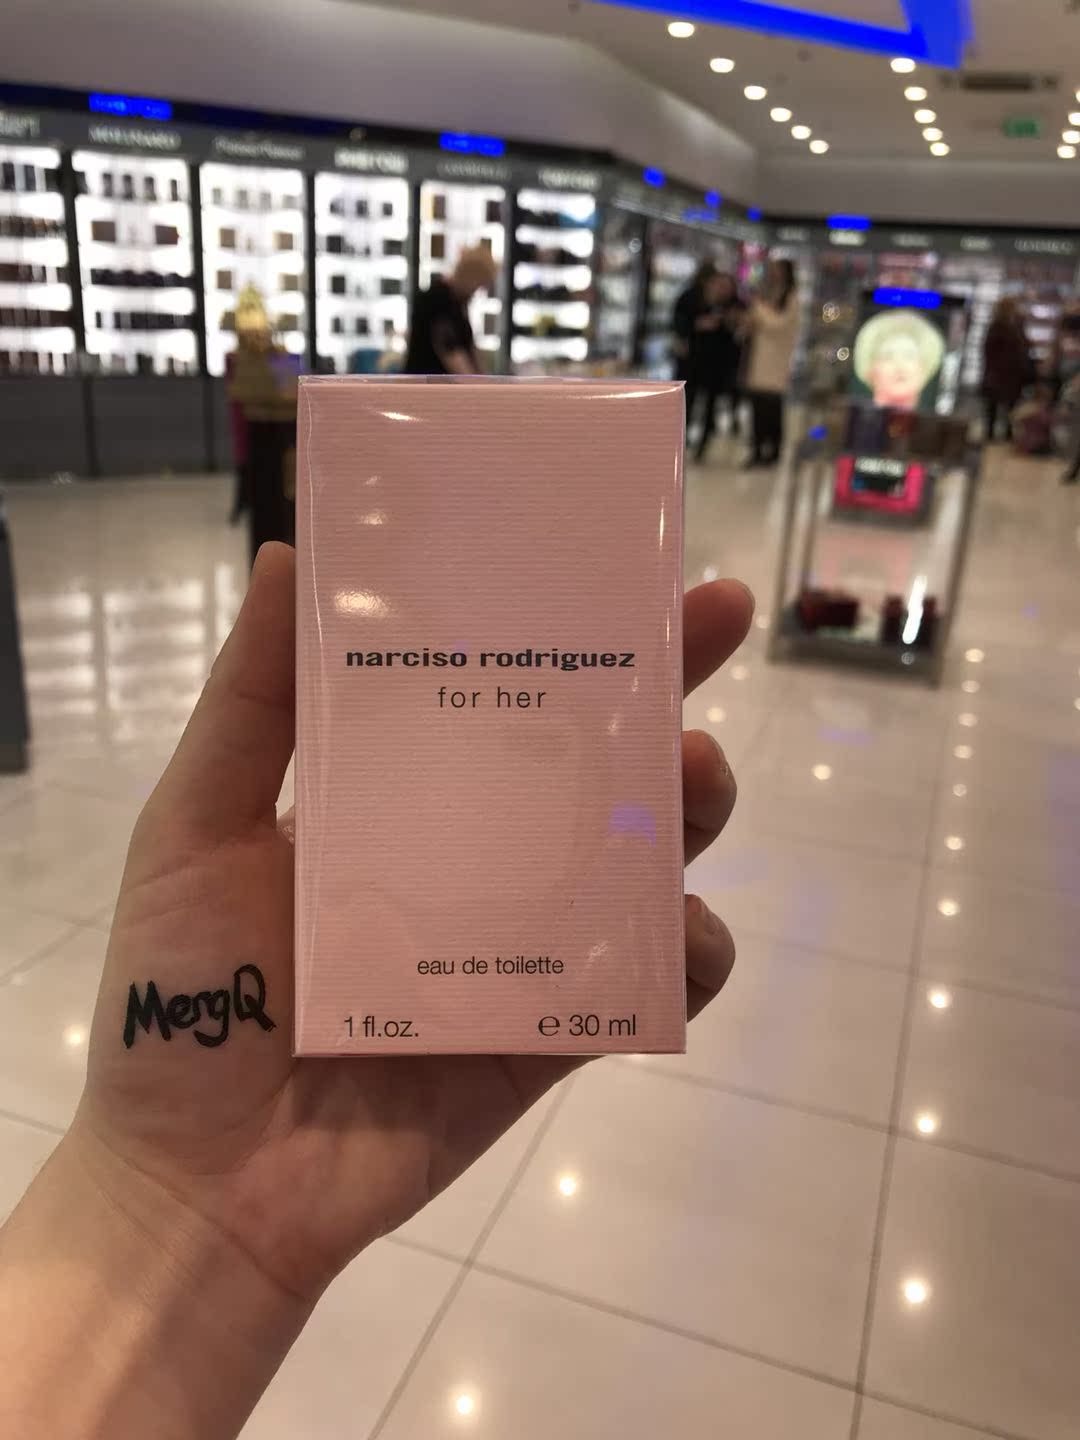 narciso rodriguez
for her
eau de toilette
1 fl.oz.
℮ 30 ml
MengQ